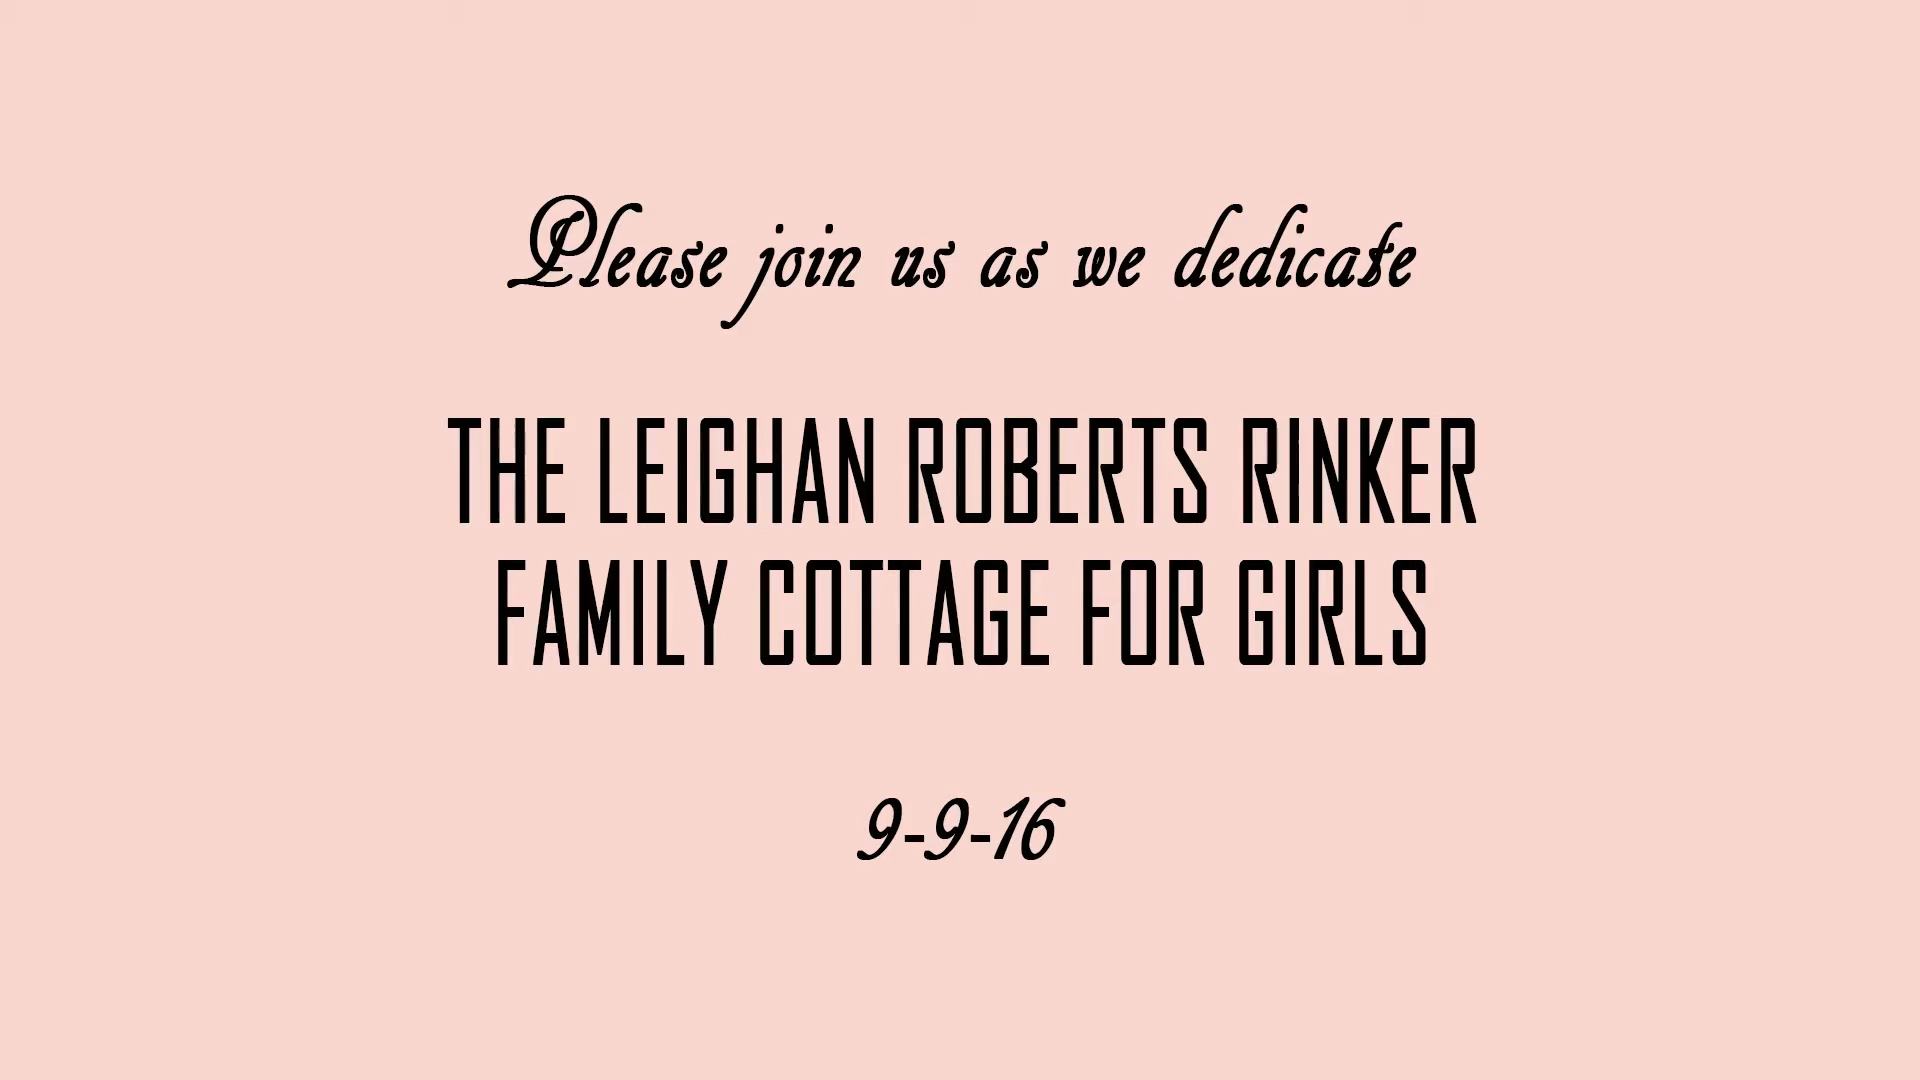 Please join us as we dedicate
THE LEIGHAN ROBERTS RINKER
FAMILY COTTAGE FOR GIRLS
9-9-16